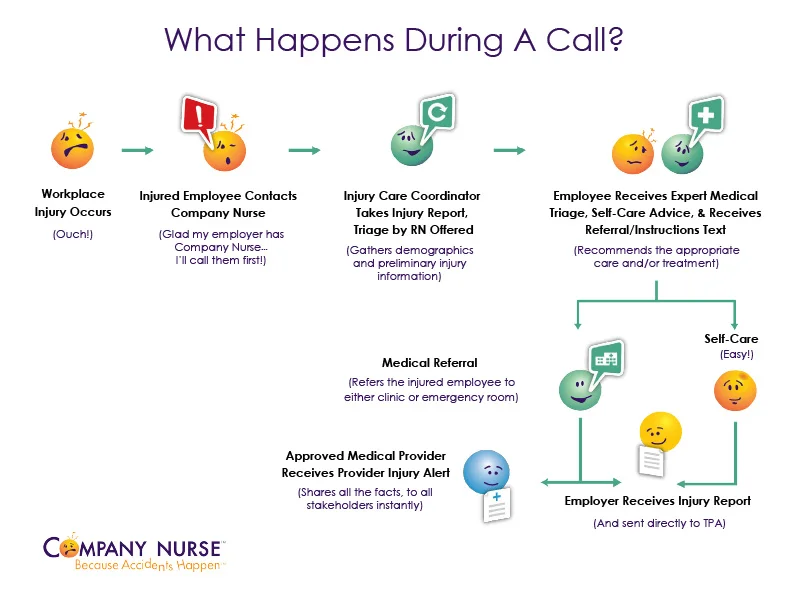 What Happens During A Call?
Workplace
Injury Occurs
(Ouch!)
Injured Employee Contacts
Company Nurse
(Glad my employer has
Company Nurse...
I'll call them first!)
Injury Care Coordinator
Takes Injury Report,
Triage by RN Offered
(Gathers demographics
and preliminary injury
information)
Employee Receives Expert Medical
Triage, Self-Care Advice, & Receives
Referral/Instructions Text
(Recommends the appropriate
care and/or treatment)
Self-Care
(Easy!)
Medical Referral
(Refers the injured employee to
either clinic or emergency room)
Approved Medical Provider
Receives Provider Injury Alert
(Shares all the facts, to all
stakeholders instantly)
Employer Receives Injury Report
(And sent directly to TPA)
COMPANY NURSE™
Because Accidents Happen™